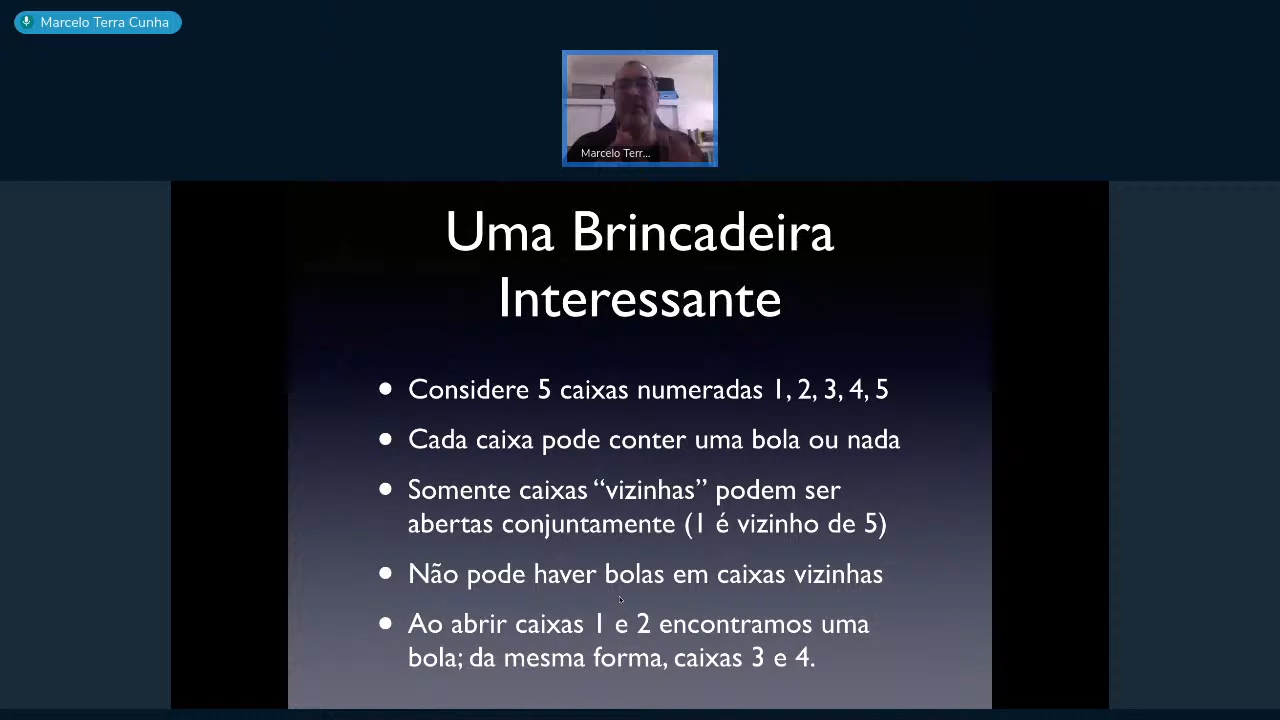 Marcelo Terra Cunha
Marcelo Terr...
Uma Brincadeira
Interessante
• Considere 5 caixas numeradas 1, 2, 3, 4, 5
• Cada caixa pode conter uma bola ou nada
• Somente caixas “vizinhas” podem ser
abertas conjuntamente (1 é vizinho de 5)
• Não pode haver bolas em caixas vizinhas
• Ao abrir caixas 1 e 2 encontramos uma
bola; da mesma forma, caixas 3 e 4.